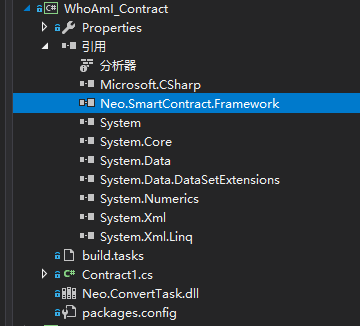 C# WhoAmI_Contract
Properties
引用
分析器
Microsoft.CSharp
Neo.SmartContract.Framework
System
System.Core
System.Data
System.Data.DataSetExtensions
System.Numerics
System.Xml
System.Xml.Linq
build.tasks
C# Contract1.cs
Neo.ConvertTask.dll
packages.config